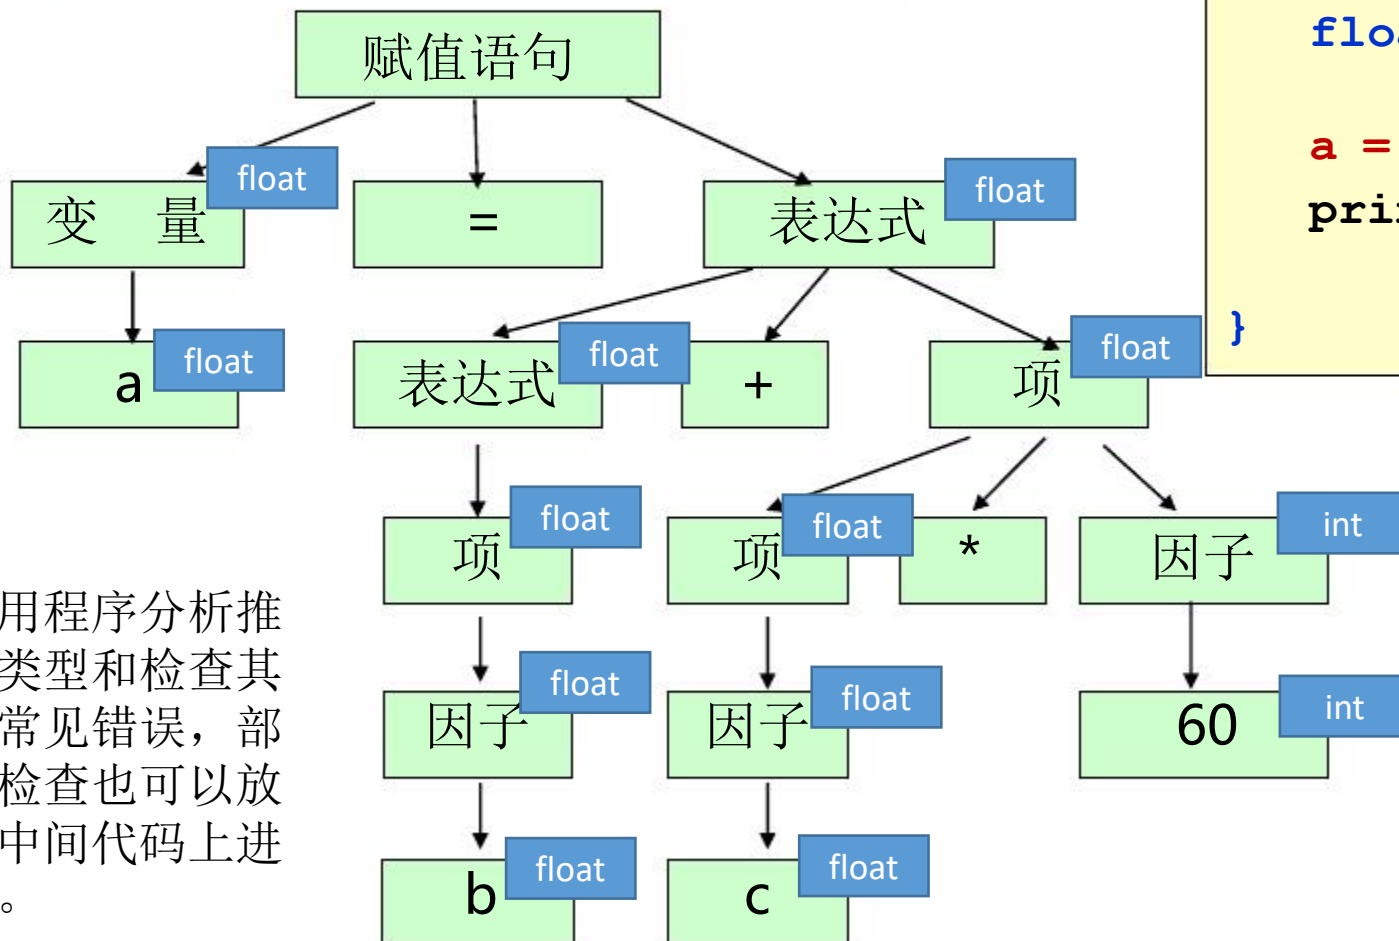 赋值语句
float
变 量
=
表达式
float
a
float
表达式
float
+
项
float
项
float
项
float
*
因子
int
因子
float
因子
float
60
int
b
float
c
float
用程序分析推
类型和检查其
常见错误，部
检查也可以放
中间代码上进
。
a =
}